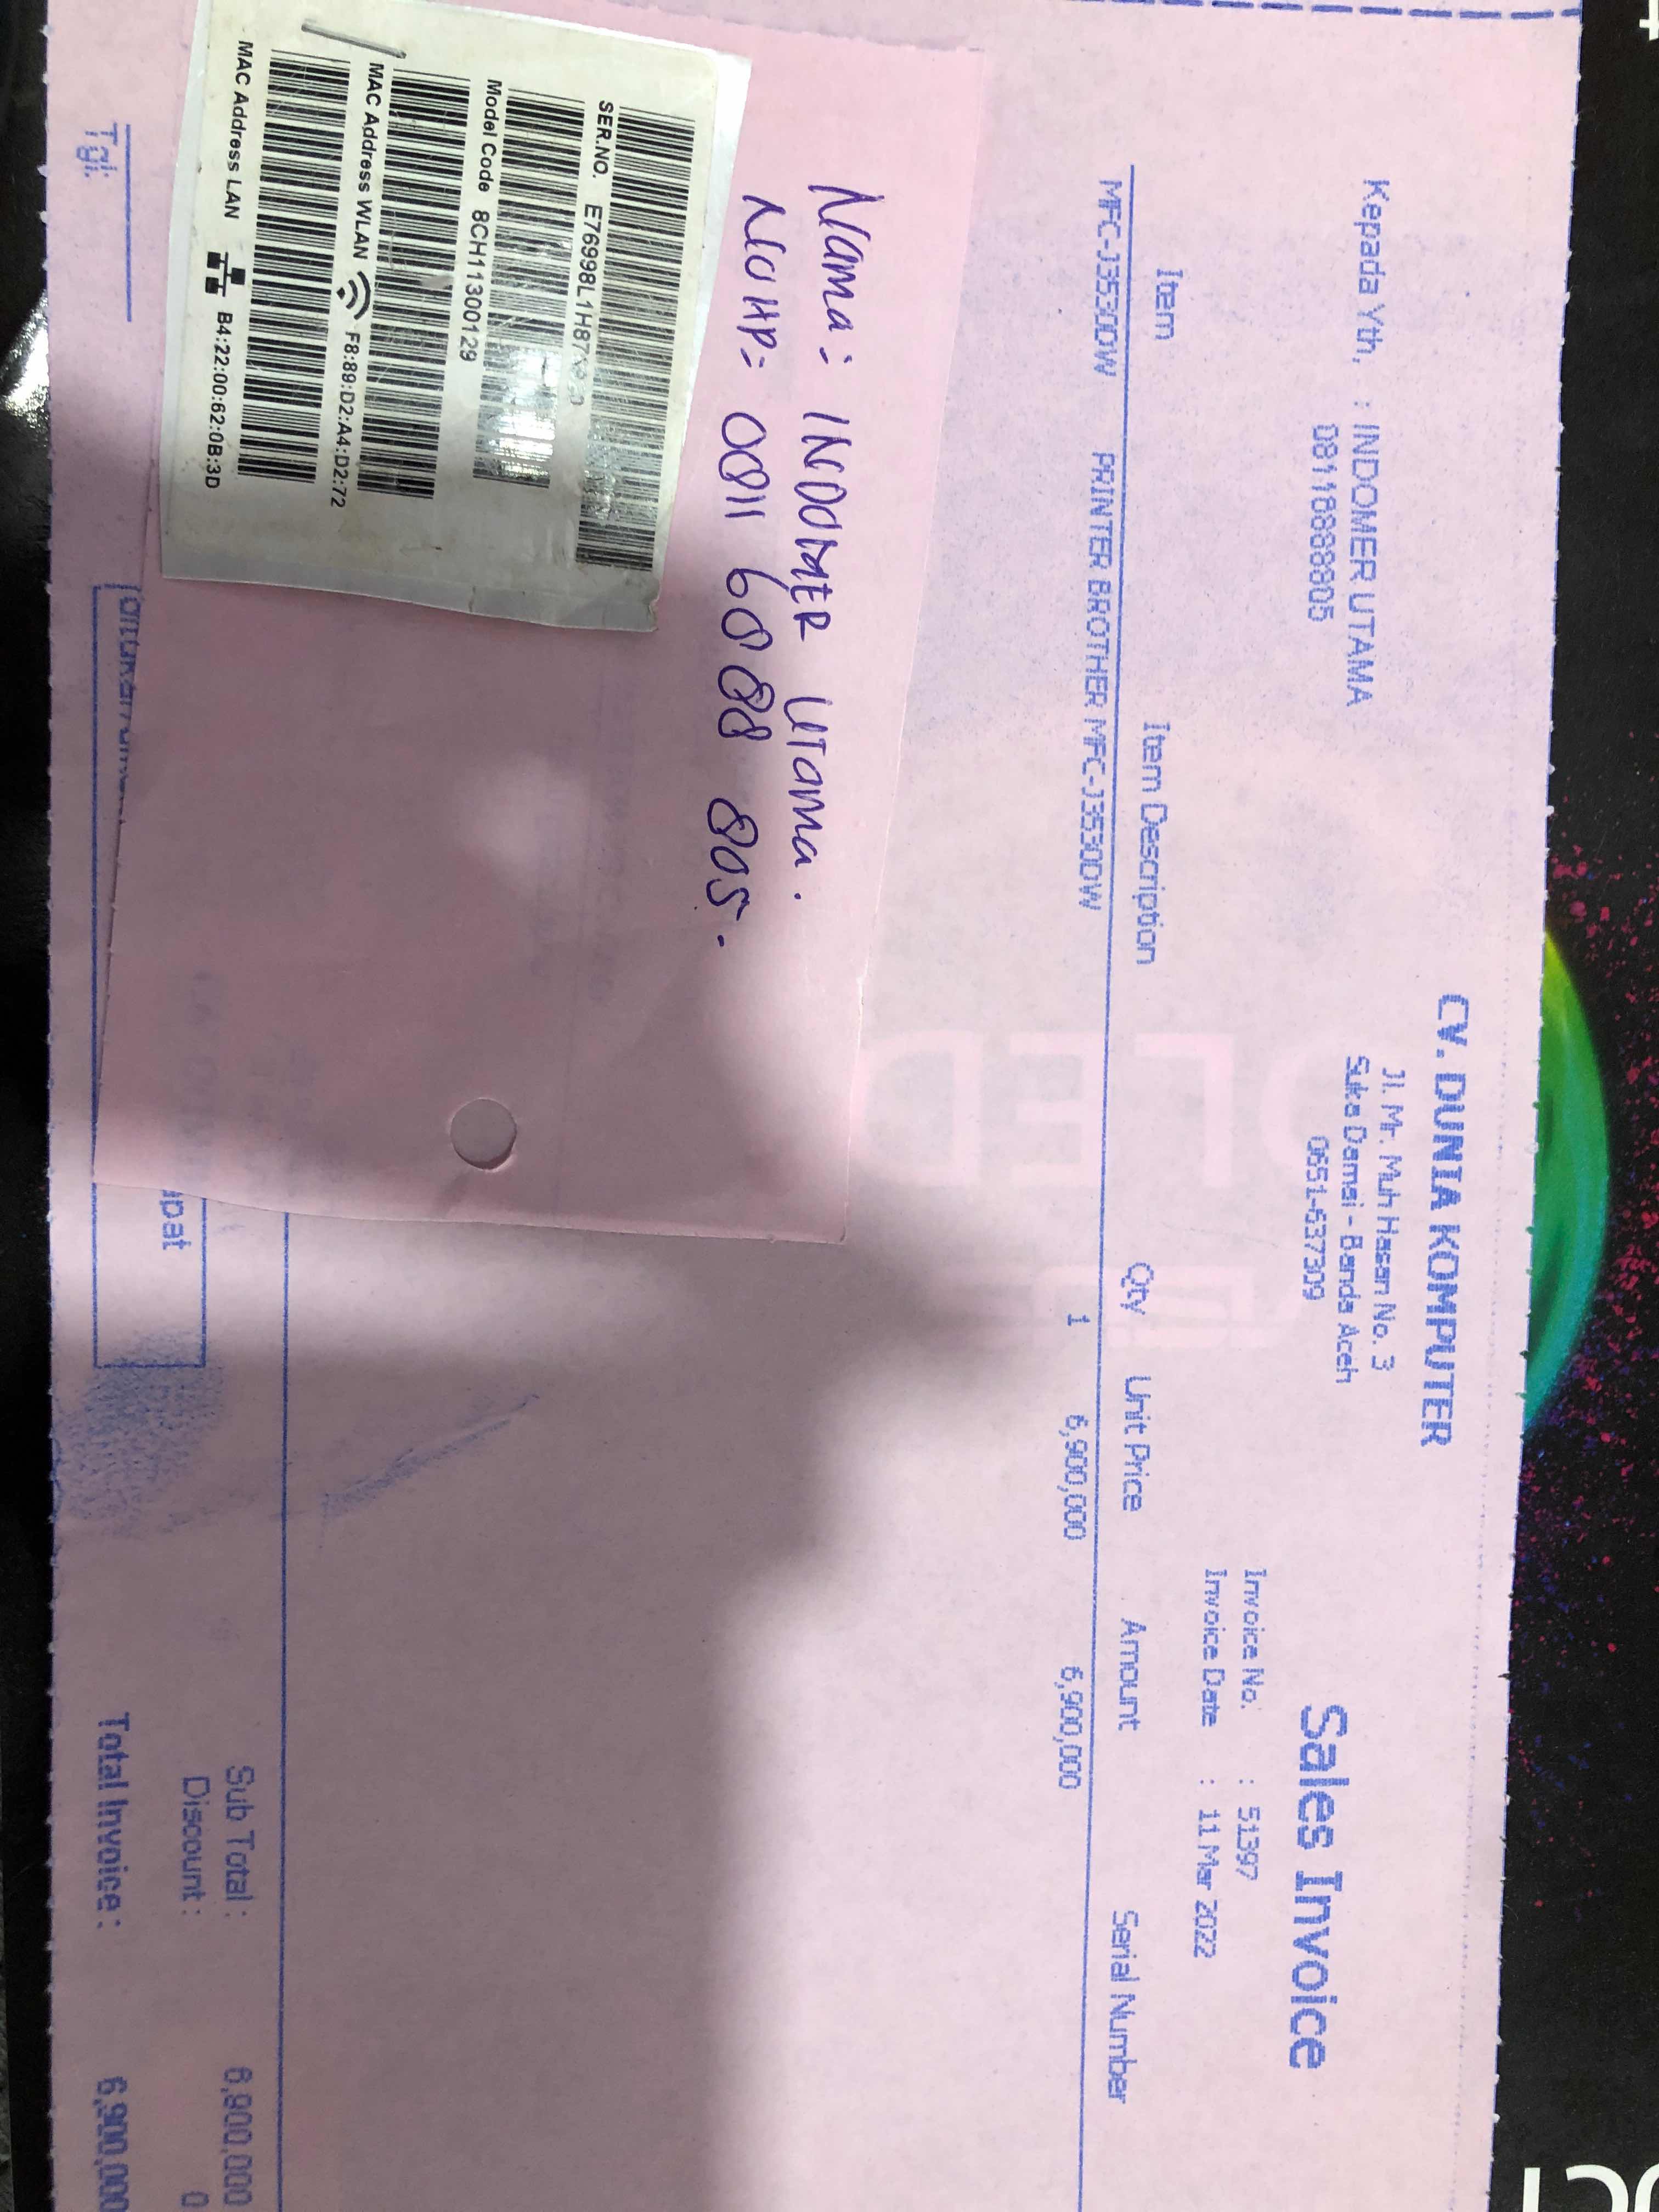 CV. DUNIA KOMPUTER
Jl. Mr. Muh Hasan No. 3
Suka Damai - Banda Aceh
0651-637309
Sales Invoice
Kepada Yth, : INDOMER UTAMA
08116888805
Invoice No. : 51397
Invoice Date : 11 Mar 2022
Item Item Description Qty Unit Price Amount Serial Number
MFC-J3530DW PRINTER BROTHER MFC-J3530DW 1 6,900,000 6,900,000
Nama : INDOMER UTama.
NO HP : 0811 6888 805.
SER.NO. 
Model Code 8CH11300129
MAC Address WLAN F8:89:D2:A4:D2:72
MAC Address LAN B4:22:00:62:0B:3D
Sub Total : 6,900,000
Discount : 0
Total Invoice : 6,900,000
apat
Tgl: